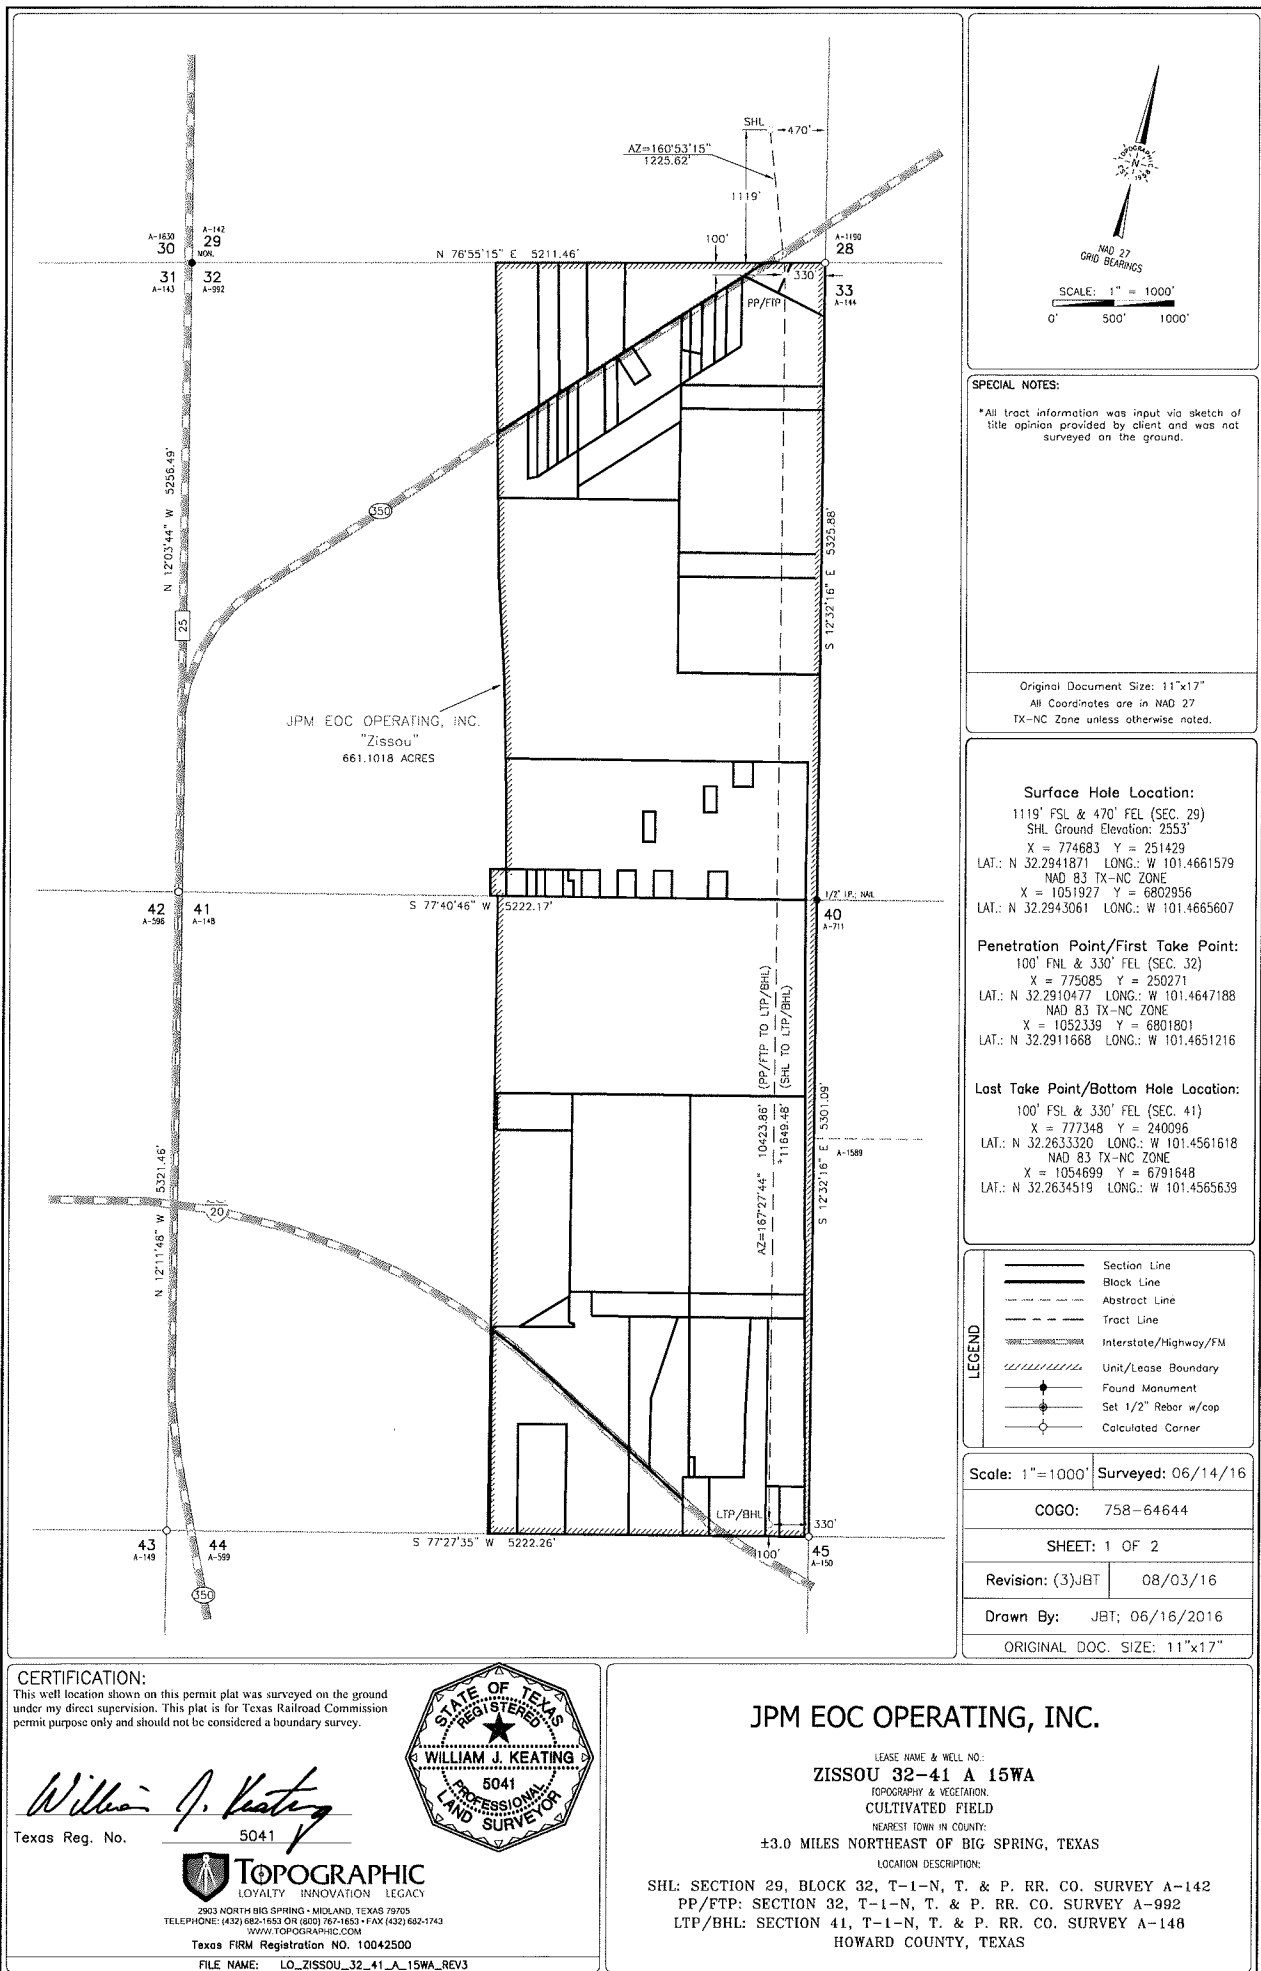 SHL
470'
AZ=160°53'15"
1225.62'
1119'
100'
A-1630
30
A-142
29
MON.
31
A-143
32
A-992
N 76°55'15" E 5211.46'
A-1190
28
330'
33
A-144
PP/FTP
N 12°03'44" W 5256.49'
350
25
S 12°32'16" E 5325.88'
JPM EOC OPERATING, INC.
"Zissou"
661.1018 ACRES
42
A-596
41
A-148
S 77°40'46" W 5222.17'
1/2" I.P.; NAIL
40
A-711
AZ=167°27'44" 10423.86' (PP/FTP TO LTP/BHL)
*11649.48' (SHL TO LTP/BHL)
S 12°32'16" E 5301.09'
A-1589
N 12°11'48" W 5321.46'
20
LTP/BHL
330'
100'
43
A-149
44
A-599
S 77°27'35" W 5222.26'
45
A-150
350
TOPOGRAPHIC
N
EST. 1958
NAD 27
GRID BEARINGS
SCALE: 1" = 1000'
0' 500' 1000'
SPECIAL NOTES:
*All tract information was input via sketch of
title opinion provided by client and was not
surveyed on the ground.
Original Document Size: 11"x17"
All Coordinates are in NAD 27
TX-NC Zone unless otherwise noted.
Surface Hole Location:
1119' FSL & 470' FEL (SEC. 29)
SHL Ground Elevation: 2553'
X = 774683 Y = 251429
LAT.: N 32.2941871 LONG.: W 101.4661579
NAD 83 TX-NC ZONE
X = 1051927 Y = 6802956
LAT.: N 32.2943061 LONG.: W 101.4665607
Penetration Point/First Take Point:
100' FNL & 330' FEL (SEC. 32)
X = 775085 Y = 250271
LAT.: N 32.2910477 LONG.: W 101.4647188
NAD 83 TX-NC ZONE
X = 1052339 Y = 6801801
LAT.: N 32.2911668 LONG.: W 101.4651216
Last Take Point/Bottom Hole Location:
100' FSL & 330' FEL (SEC. 41)
X = 777348 Y = 240096
LAT.: N 32.2633320 LONG.: W 101.4561618
NAD 83 TX-NC ZONE
X = 1054699 Y = 6791648
LAT.: N 32.2634519 LONG.: W 101.4565639
LEGEND
Section Line
Block Line
Abstract Line
Tract Line
Interstate/Highway/FM
Unit/Lease Boundary
Found Monument
Set 1/2" Rebar w/cap
Calculated Corner
Scale: 1"=1000' Surveyed: 06/14/16
COGO: 758-64644
SHEET: 1 OF 2
Revision: (3)JBT 08/03/16
Drawn By: JBT; 06/16/2016
ORIGINAL DOC. SIZE: 11"x17"
CERTIFICATION:
This well location shown on this permit plat was surveyed on the ground
under my direct supervision. This plat is for Texas Railroad Commission
permit purpose only and should not be considered a boundary survey.
William J. Keating
Texas Reg. No. 5041
STATE OF TEXAS
REGISTERED
WILLIAM J. KEATING
5041
PROFESSIONAL
LAND SURVEYOR
TOPOGRAPHIC
LOYALTY INNOVATION LEGACY
2903 NORTH BIG SPRING • MIDLAND, TEXAS 79705
TELEPHONE: (432) 682-1653 OR (800) 767-1653 • FAX (432) 682-1743
WWW.TOPOGRAPHIC.COM
Texas FIRM Registration NO. 10042500
FILE NAME: LO_ZISSOU_32_41_A_15WA_REV3
JPM EOC OPERATING, INC.
LEASE NAME & WELL NO.:
ZISSOU 32-41 A 15WA
TOPOGRAPHY & VEGETATION:
CULTIVATED FIELD
NEAREST TOWN IN COUNTY:
±3.0 MILES NORTHEAST OF BIG SPRING, TEXAS
LOCATION DESCRIPTION:
SHL: SECTION 29, BLOCK 32, T-1-N, T. & P. RR. CO. SURVEY A-142
PP/FTP: SECTION 32, T-1-N, T. & P. RR. CO. SURVEY A-992
LTP/BHL: SECTION 41, T-1-N, T. & P. RR. CO. SURVEY A-148
HOWARD COUNTY, TEXAS